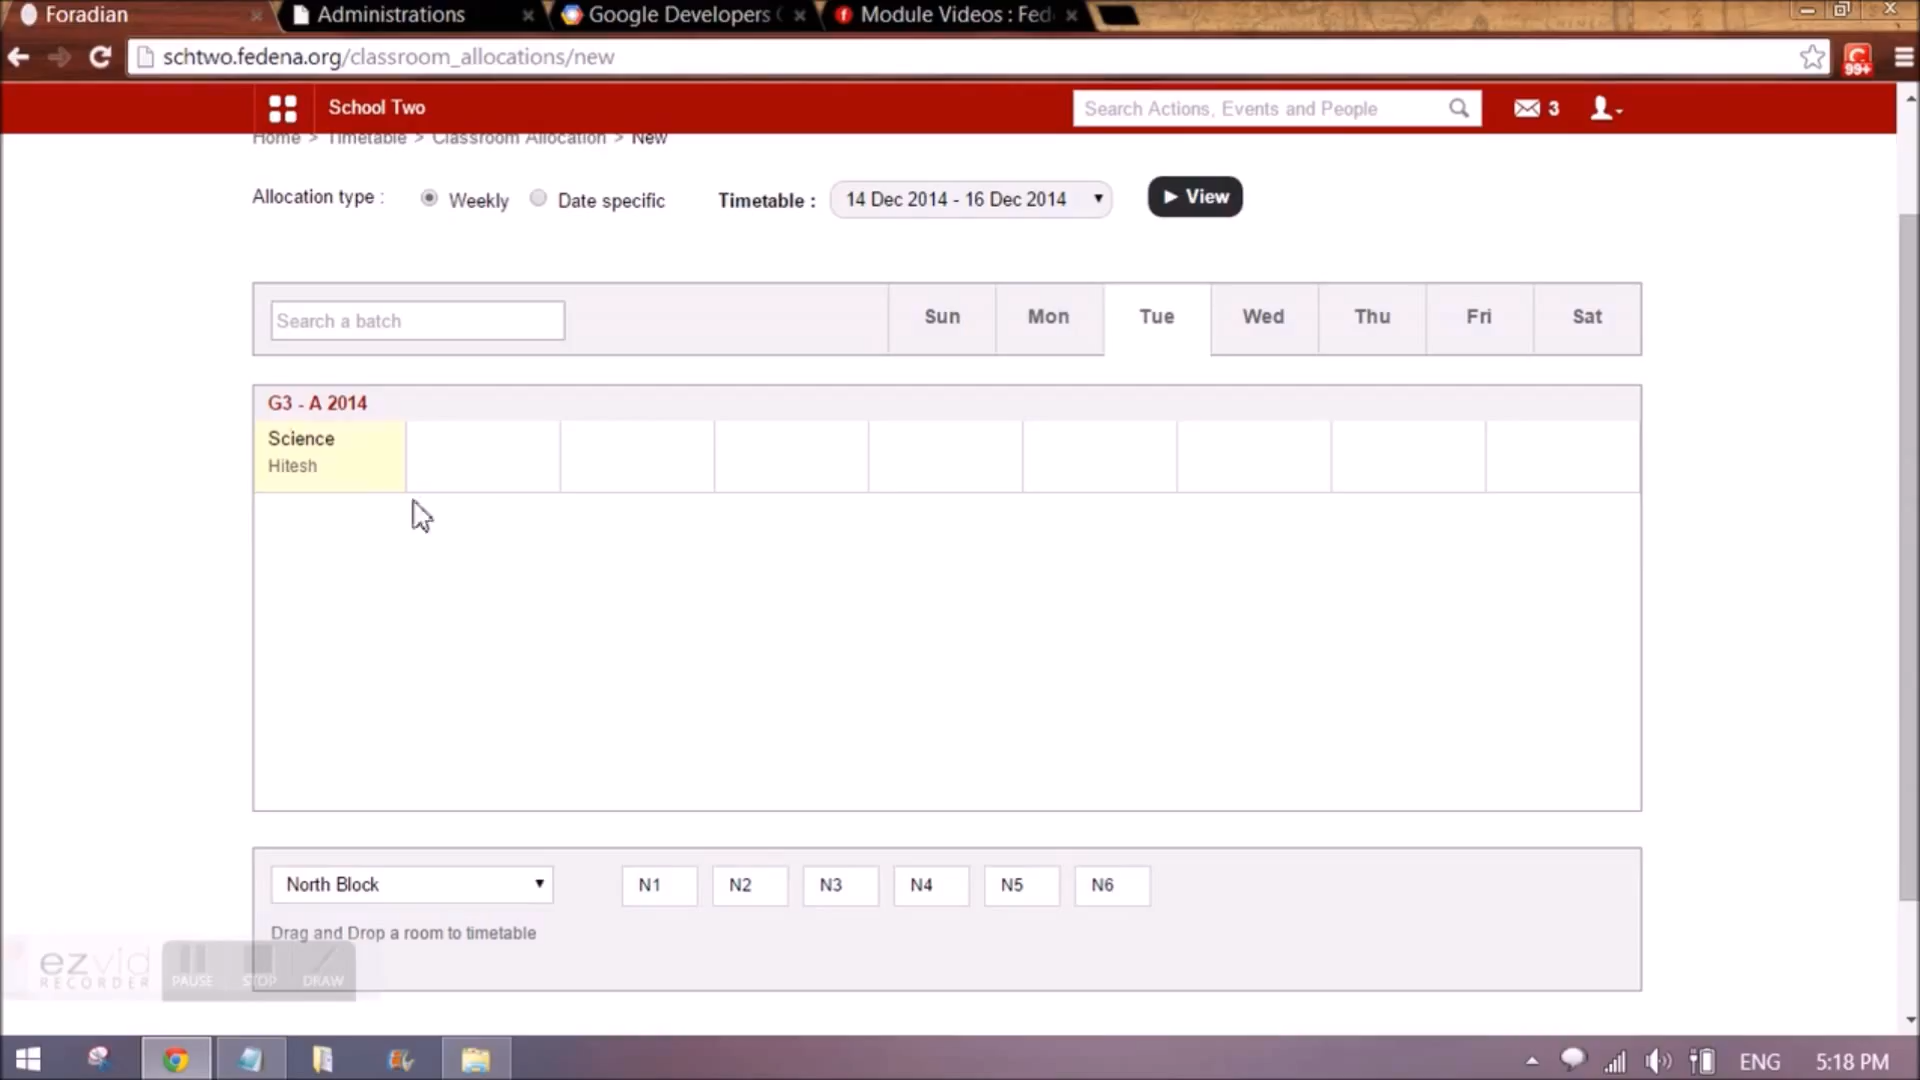 Foradian
Administrations
Google Developers
Module Videos : Fed
schtwo.fedena.org/classroom_allocations/new
99+
School Two
Search Actions, Events and People
3
Home > Timetable > Classroom Allocation > New
Allocation type :
Weekly
Date specific
Timetable :
14 Dec 2014 - 16 Dec 2014
View
Search a batch
Sun
Mon
Tue
Wed
Thu
Fri
Sat
G3 - A 2014
Science
Hitesh
North Block
N1
N2
N3
N4
N5
N6
Drag and Drop a room to timetable
ezvid
RECORDER
PAUSE
STOP
DRAW
ENG
5:18 PM